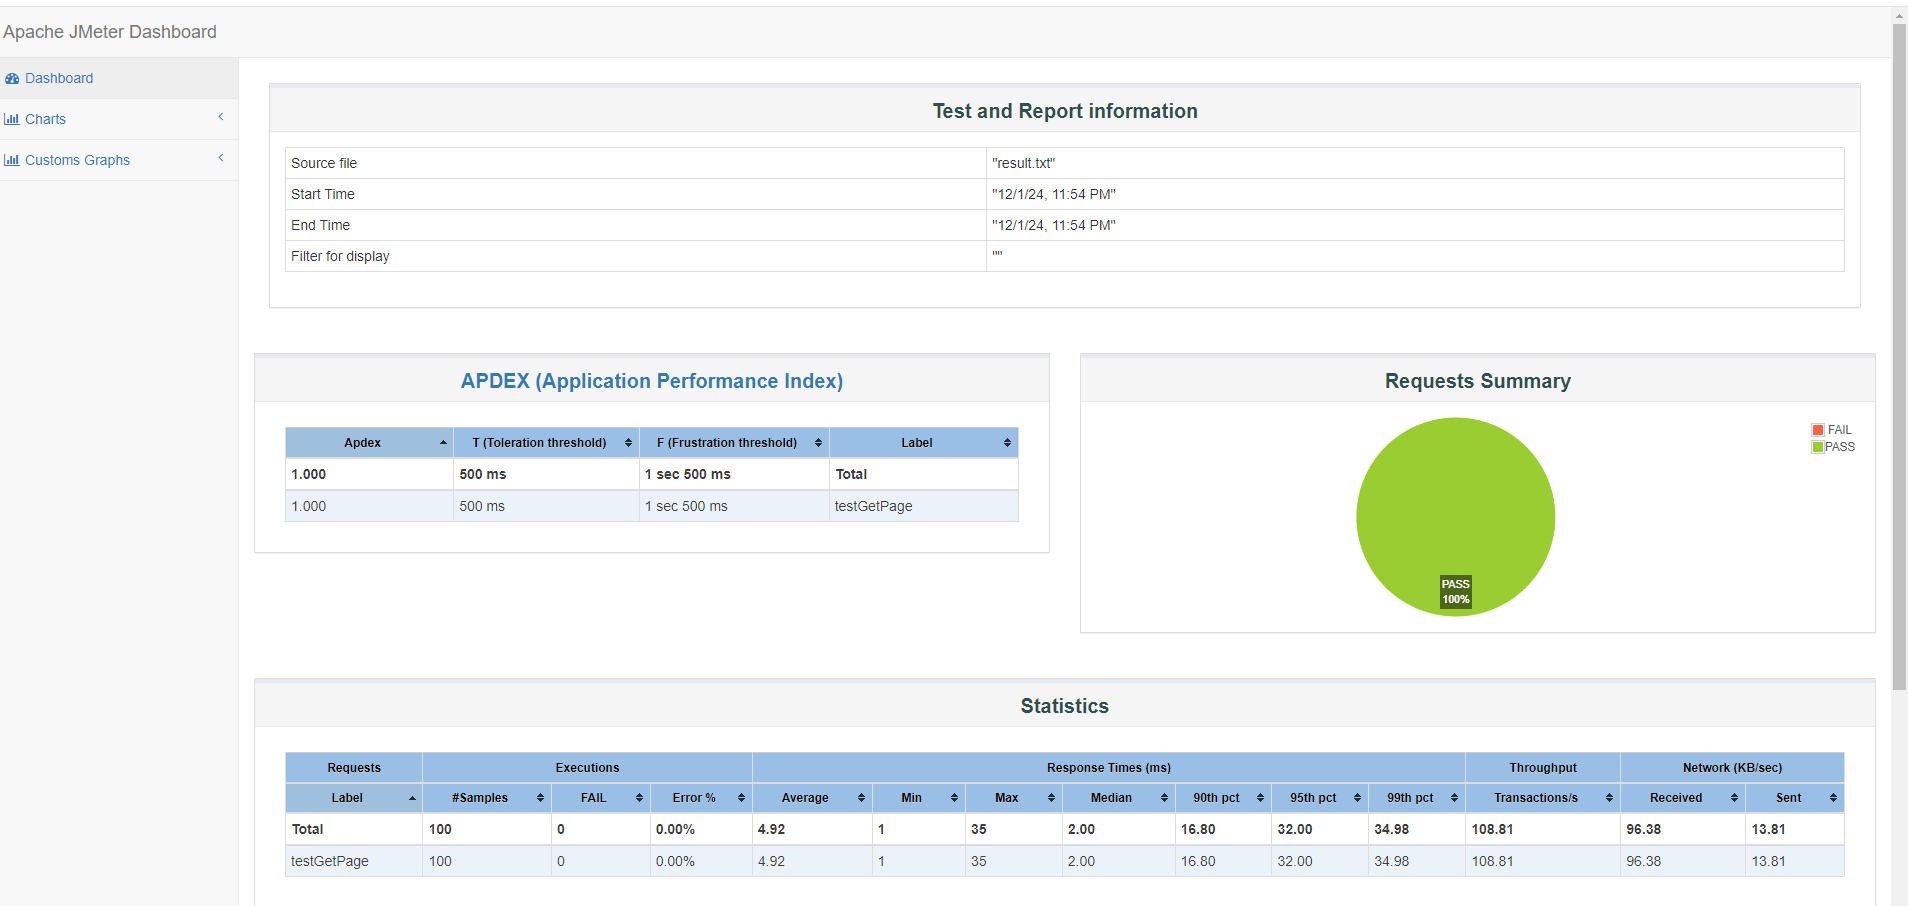 Apache JMeter Dashboard
Dashboard
Charts
Customs Graphs
Test and Report information
Source file "result.txt"
Start Time "12/1/24, 11:54 PM"
End Time "12/1/24, 11:54 PM"
Filter for display ""
APDEX (Application Performance Index)
Apdex T (Toleration threshold) F (Frustration threshold) Label
1.000 500 ms 1 sec 500 ms Total
1.000 500 ms 1 sec 500 ms testGetPage
Requests Summary
FAIL
PASS
PASS
100%
Statistics
Requests Executions Response Times (ms) Throughput Network (KB/sec)
Label #Samples FAIL Error % Average Min Max Median 90th pct 95th pct 99th pct Transactions/s Received Sent
Total 100 0 0.00% 4.92 1 35 2.00 16.80 32.00 34.98 108.81 96.38 13.81
testGetPage 100 0 0.00% 4.92 1 35 2.00 16.80 32.00 34.98 108.81 96.38 13.81